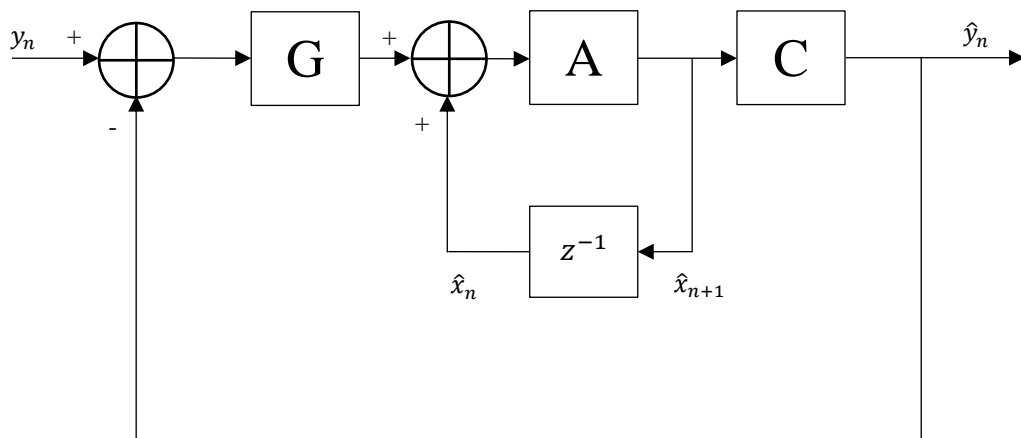 yₙ + G + A C ŷₙ
- +
z⁻¹
x̂ₙ x̂ₙ₊₁